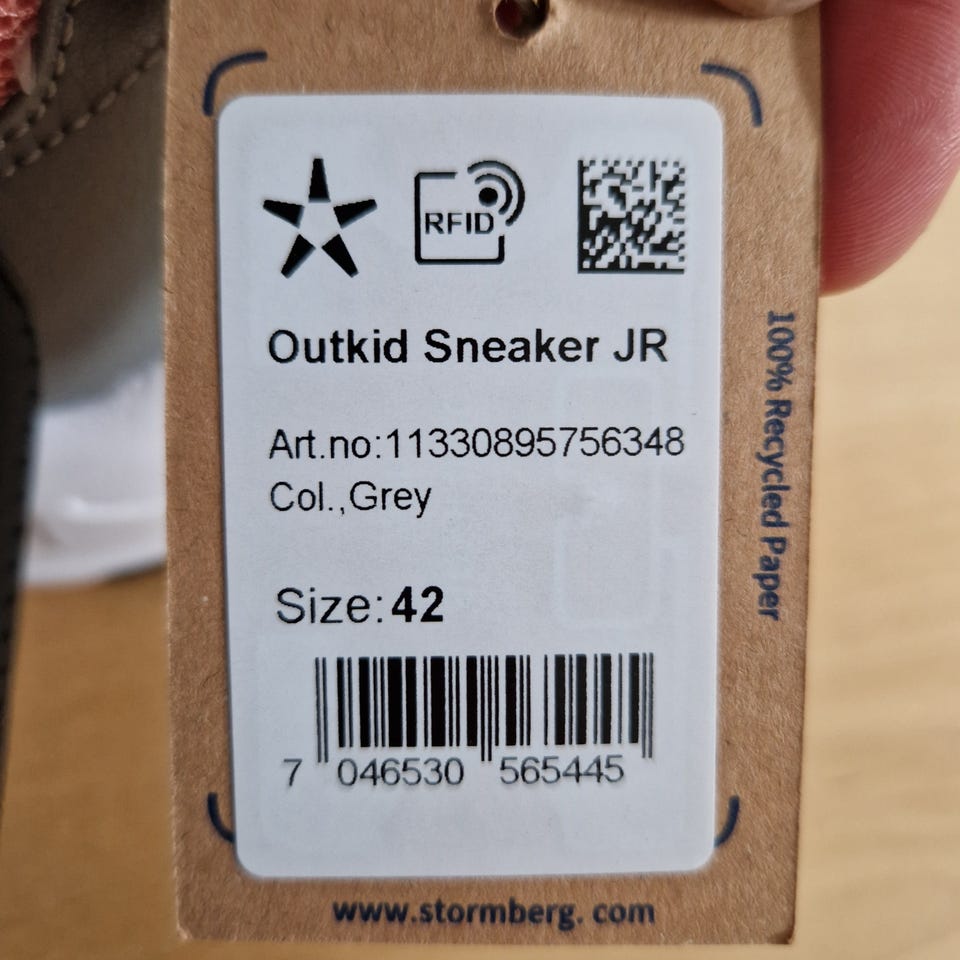 RFID
Outkid Sneaker JR
Art.no:11330895756348
Col.,Grey
Size:42
7 046530 565445
100% Recycled Paper
www.stormberg. com